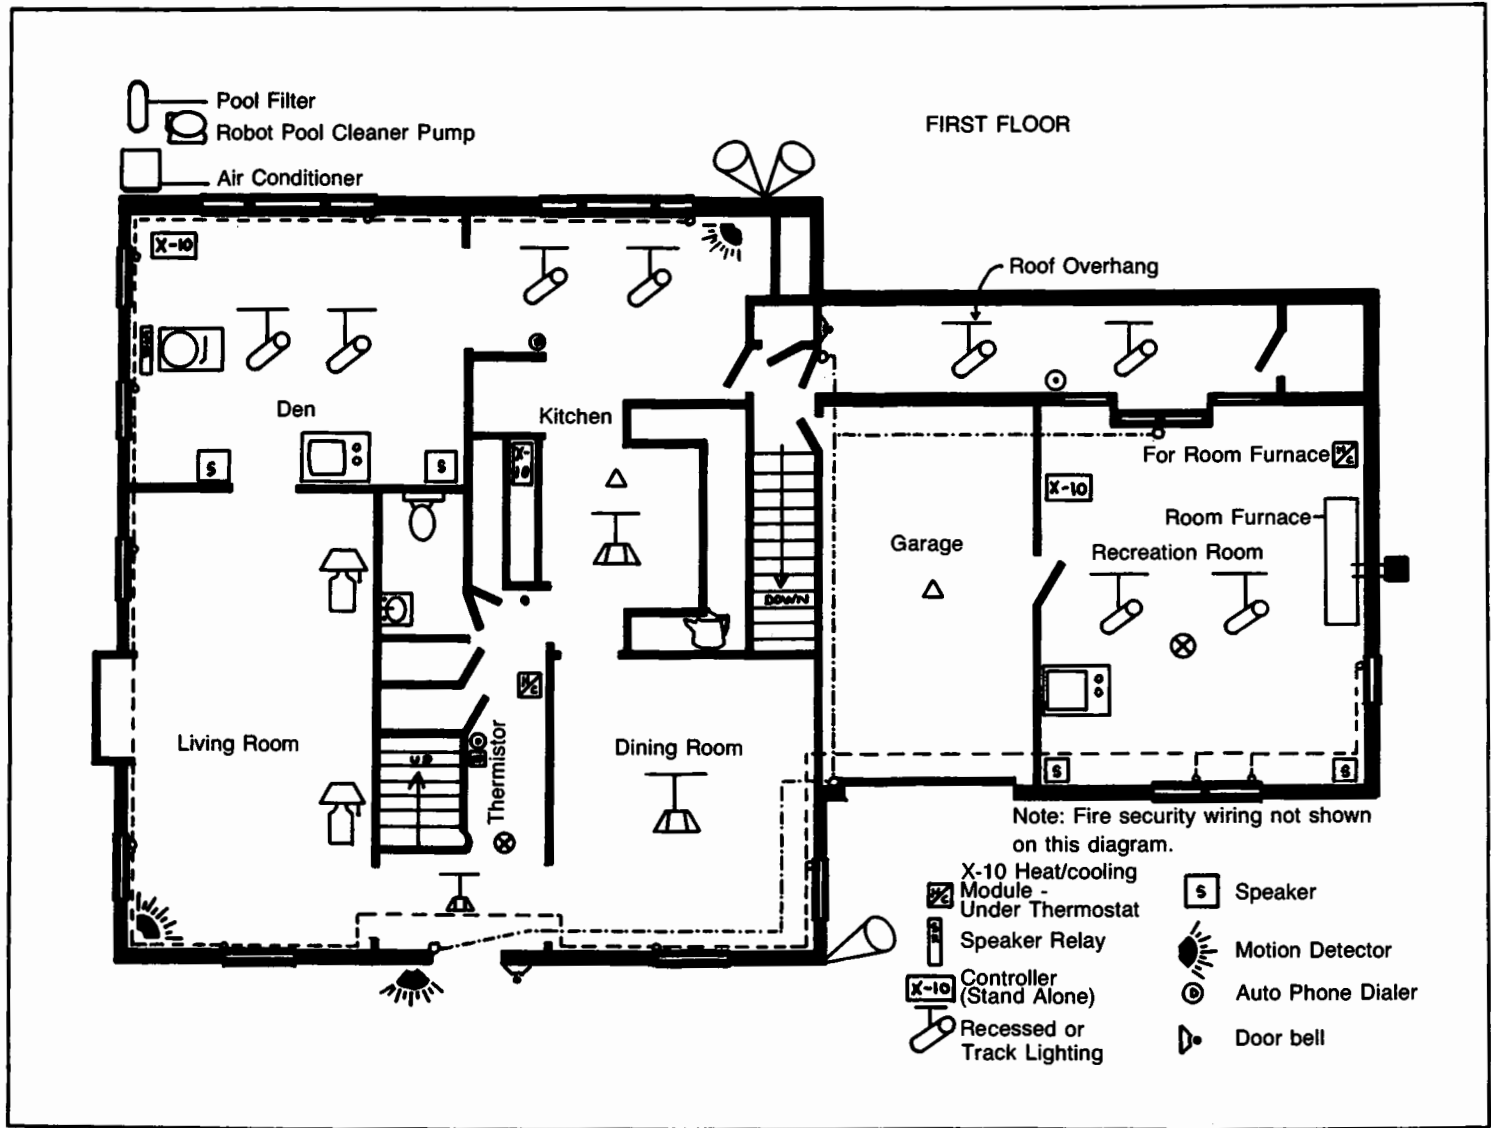 Pool Filter
Robot Pool Cleaner Pump
Air Conditioner
FIRST FLOOR
Roof Overhang
X-10
Den
Kitchen
S
S
X-
10
For Room Furnace
H/C
X-10
Room Furnace
Garage
Recreation Room
DOWN
H/C
Living Room
UP
Thermistor
Dining Room
S
S
Note: Fire security wiring not shown
on this diagram.
X-10 Heat/cooling
H/C
Module -
Under Thermostat
Speaker Relay
X-10
Controller
(Stand Alone)
Recessed or
Track Lighting
S
Speaker
Motion Detector
D
Auto Phone Dialer
Door bell